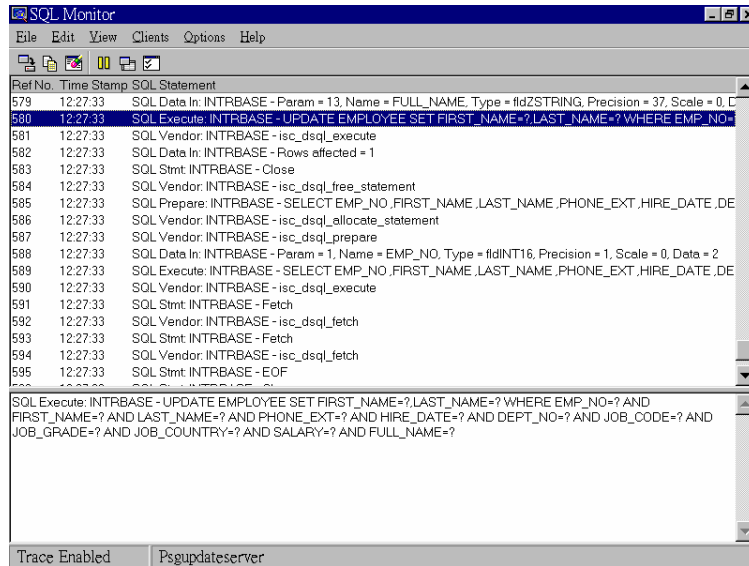 SQL Monitor
File Edit View Clients Options Help
Ref No. Time Stamp SQL Statement
579 12:27:33 SQL Data In: INTRBASE - Param = 13, Name = FULL_NAME, Type = fldZSTRING, Precision = 37, Scale = 0, D
580 12:27:33 SQL Execute: INTRBASE - UPDATE EMPLOYEE SET FIRST_NAME=?,LAST_NAME=? WHERE EMP_NO=
581 12:27:33 SQL Vendor: INTRBASE - isc_dsql_execute
582 12:27:33 SQL Data In: INTRBASE - Rows affected = 1
583 12:27:33 SQL Stmt: INTRBASE - Close
584 12:27:33 SQL Vendor: INTRBASE - isc_dsql_free_statement
585 12:27:33 SQL Prepare: INTRBASE - SELECT EMP_NO ,FIRST_NAME ,LAST_NAME ,PHONE_EXT ,HIRE_DATE ,DE
586 12:27:33 SQL Vendor: INTRBASE - isc_dsql_allocate_statement
587 12:27:33 SQL Vendor: INTRBASE - isc_dsql_prepare
588 12:27:33 SQL Data In: INTRBASE - Param = 1, Name = EMP_NO, Type = fldINT16, Precision = 1, Scale = 0, Data = 2
589 12:27:33 SQL Execute: INTRBASE - SELECT EMP_NO ,FIRST_NAME ,LAST_NAME ,PHONE_EXT ,HIRE_DATE ,DE
590 12:27:33 SQL Vendor: INTRBASE - isc_dsql_execute
591 12:27:33 SQL Stmt: INTRBASE - Fetch
592 12:27:33 SQL Vendor: INTRBASE - isc_dsql_fetch
593 12:27:33 SQL Stmt: INTRBASE - Fetch
594 12:27:33 SQL Vendor: INTRBASE - isc_dsql_fetch
595 12:27:33 SQL Stmt: INTRBASE - EOF
SQL Execute: INTRBASE - UPDATE EMPLOYEE SET FIRST_NAME=?,LAST_NAME=? WHERE EMP_NO=? AND
FIRST_NAME=? AND LAST_NAME=? AND PHONE_EXT=? AND HIRE_DATE=? AND DEPT_NO=? AND JOB_CODE=? AND
JOB_GRADE=? AND JOB_COUNTRY=? AND SALARY=? AND FULL_NAME=?
Trace Enabled Psgupdateserver